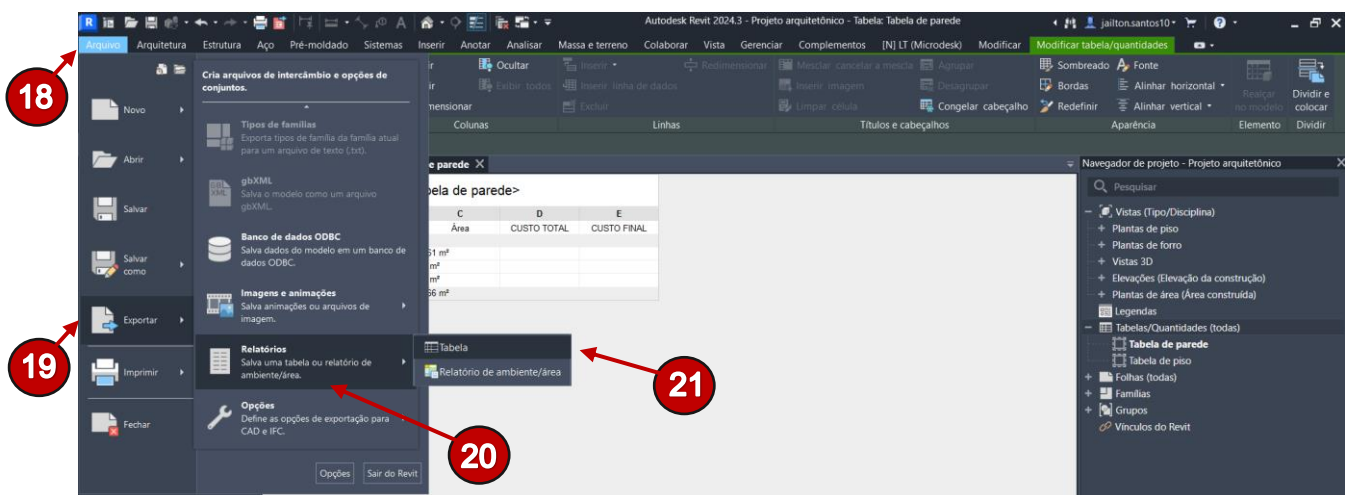 Autodesk Revit 2024.3 - Projeto arquitetônico - Tabela: Tabela de parede
jailton.santos10
Arquivo Arquitetura Estrutura Aço Pré-moldado Sistemas Inserir Anotar Analisar Massa e terreno Colaborar Vista Gerenciar Complementos [N] LT (Microdesk) Modificar Modificar tabela/quantidades
18
Novo
Abrir
Salvar
Salvar
como
Exportar
19
Imprimir
Fechar
Cria arquivos de intercâmbio e opções de
conjuntos.
Tipos de famílias
Exporta tipos de família da família atual
para um arquivo de texto (.txt).
gbXML
Salva o modelo como um arquivo
gbXML.
Banco de dados ODBC
Salva dados do modelo em um banco de
dados ODBC.
Imagens e animações
Salva animações ou arquivos de
imagem.
Relatórios
Salva uma tabela ou relatório de
ambiente/área.
Opções
Define as opções de exportação para
CAD e IFC.
20
Opções Sair do Revit
Tabela
Relatório de ambiente/área
21
ir Ocultar Inserir Redimensionar Mesclar cancelar a mescla Agrupar Sombreado Fonte
ir Exibir todos Inserir linha de dados Inserir imagem Desagrupar Bordas Alinhar horizontal
mensionar Excluir Limpar célula Congelar cabeçalho Redefinir Alinhar vertical
Realçar
no modelo
Dividir e
colocar
Colunas Linhas Títulos e cabeçalhos Aparência Elemento Dividir
e parede
bela de parede>
C D E
Área CUSTO TOTAL CUSTO FINAL
61 m²
m²
m²
66 m²
Navegador de projeto - Projeto arquitetônico
Pesquisar
Vistas (Tipo/Disciplina)
Plantas de piso
Plantas de forro
Vistas 3D
Elevações (Elevação da construção)
Plantas de área (Área construída)
Legendas
Tabelas/Quantidades (todas)
Tabela de parede
Tabela de piso
Folhas (todas)
Famílias
Grupos
Vínculos do Revit